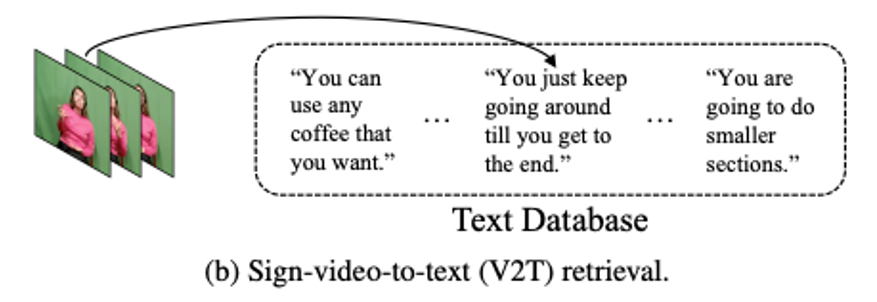 “You can
use any
coffee that
you want.”
...
“You just keep
going around
till you get to
the end.”
...
“You are
going to do
smaller
sections.”
Text Database
(b) Sign-video-to-text (V2T) retrieval.